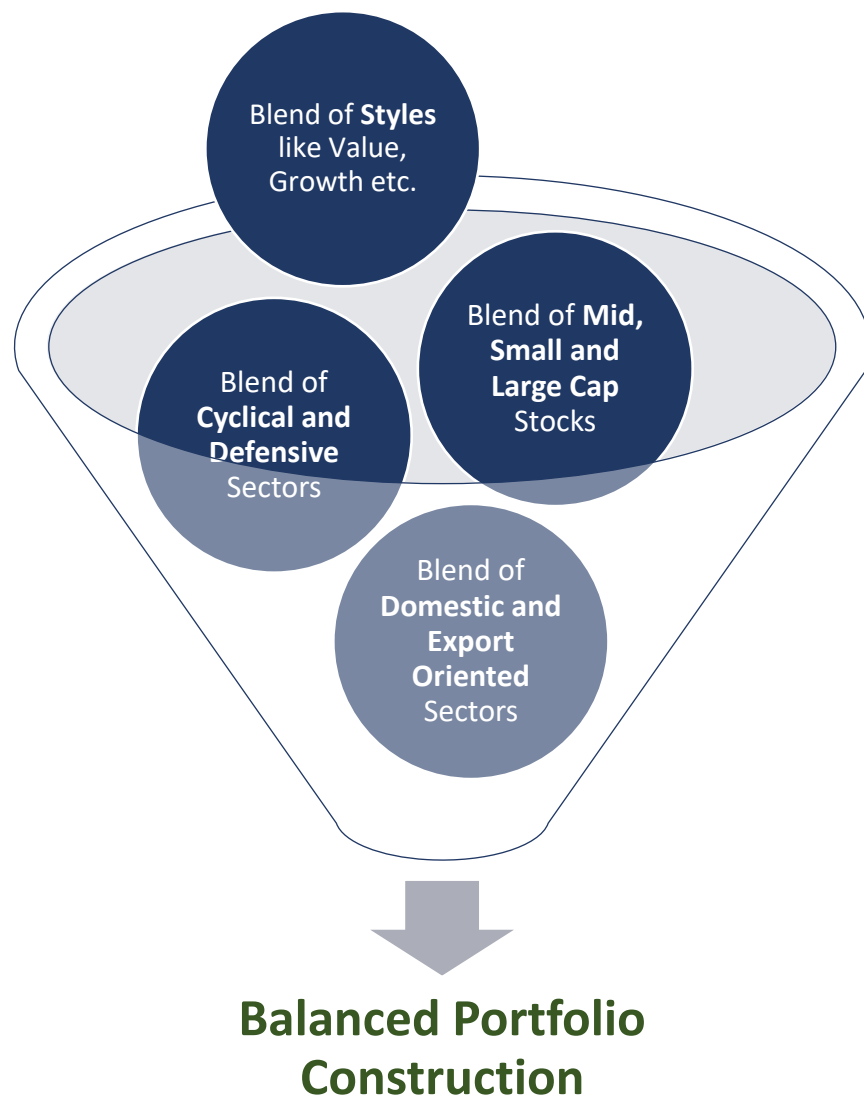 Blend of Styles
like Value,
Growth etc.
Blend of Mid,
Small and
Large Cap
Stocks
Blend of
Cyclical and
Defensive
Sectors
Blend of
Domestic and
Export
Oriented
Sectors
Balanced Portfolio
Construction